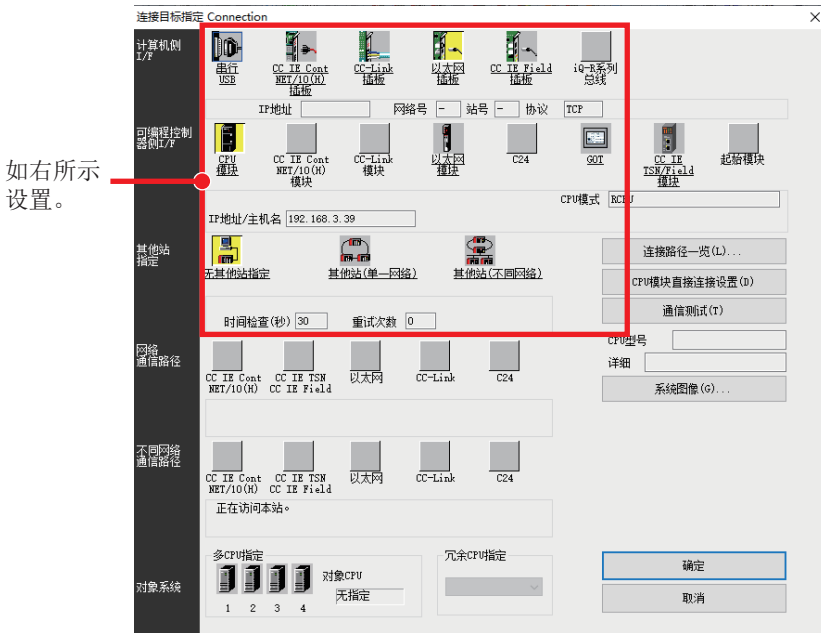 连接目标指定 Connection
计算机侧
I/F
串行
USB
CC IE Cont
NET/10(H)
插板
CC-Link
插板
以太网
插板
CC IE Field
插板
iQ-R系列
总线
IP地址
网络号 -
站号 -
协议 TCP
可编程控制
器侧I/F
CPU
模块
CC IE Cont
NET/10(H)
模块
CC-Link
模块
以太网
模块
C24
GOT
CC IE
TSN/Field
模块
起始模块
如右所示
设置。
CPU模式 RCPU
IP地址/主机名 192.168.3.39
其他站
指定
无其他站指定
其他站(单一网络)
其他站(不同网络)
连接路径一览(L)...
CPU模块直接连接设置(D)
通信测试(T)
时间检查(秒) 30
重试次数 0
CPU型号
详细
系统图像(G)...
网络
通信路径
CC IE Cont
NET/10(H)
CC IE TSN
CC IE Field
以太网
CC-Link
C24
不同网络
通信路径
CC IE Cont
NET/10(H)
CC IE TSN
CC IE Field
以太网
CC-Link
C24
正在访问本站。
对象系统
多CPU指定
1 2 3 4
对象CPU
无指定
冗余CPU指定
确定
取消